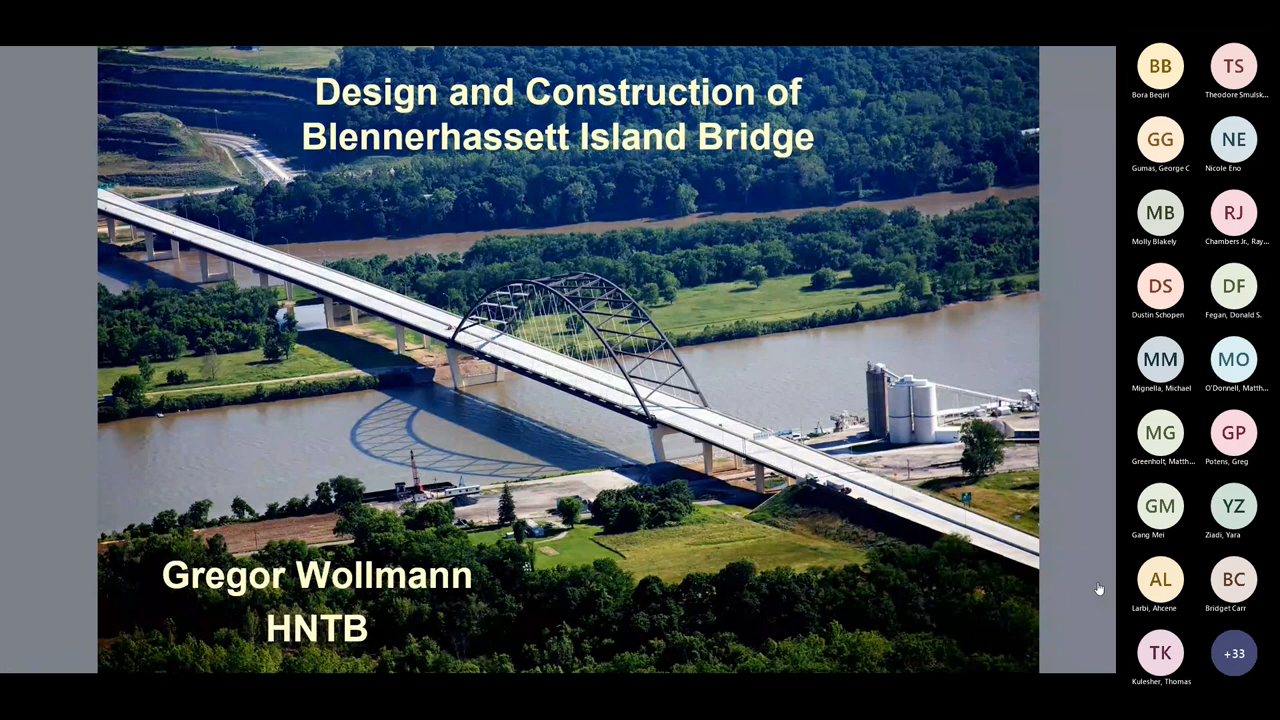 Design and Construction of
Blennerhassett Island Bridge
Gregor Wollmann
HNTB
BB
Bora Beqiri
TS
Theodore Smulsk...
GG
Gumas, George C
NE
Nicole Eno
MB
Molly Blakely
RJ
Chambers Jr., Ray...
DS
Dustin Schopen
DF
Fegan, Donald S.
MM
Mignella, Michael
MO
O'Donnell, Matth...
MG
Greenholt, Matth...
GP
Potens, Greg
GM
Gang Mei
YZ
Ziadi, Yara
AL
Larbi, Ahcene
BC
Bridget Carr
TK
Kulesher, Thomas
+33